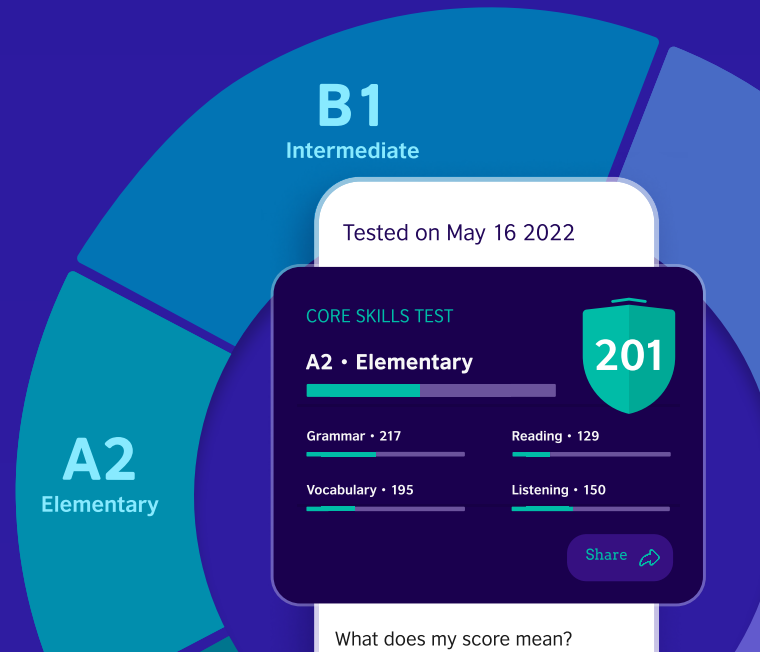 B1
Intermediate
Tested on May 16 2022
CORE SKILLS TEST
201
A2 • Elementary
Grammar • 217
Reading • 129
Vocabulary • 195
Listening • 150
A2
Elementary
Share
What does my score mean?